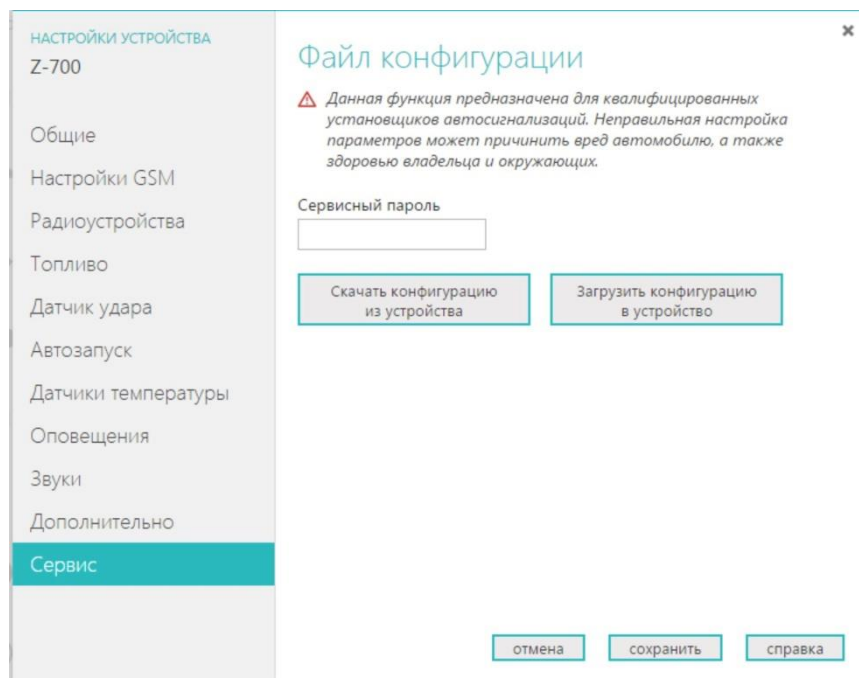 НАСТРОЙКИ УСТРОЙСТВА
Z-700
Общие
Настройки GSM
Радиоустройства
Топливо
Датчик удара
Автозапуск
Датчики температуры
Оповещения
Звуки
Дополнительно
Сервис
Файл конфигурации
Данная функция предназначена для квалифицированных
установщиков автосигнализаций. Неправильная настройка
параметров может причинить вред автомобилю, а также
здоровью владельца и окружающих.
Сервисный пароль
Скачать конфигурацию
из устройства
Загрузить конфигурацию
в устройство
отмена
сохранить
справка